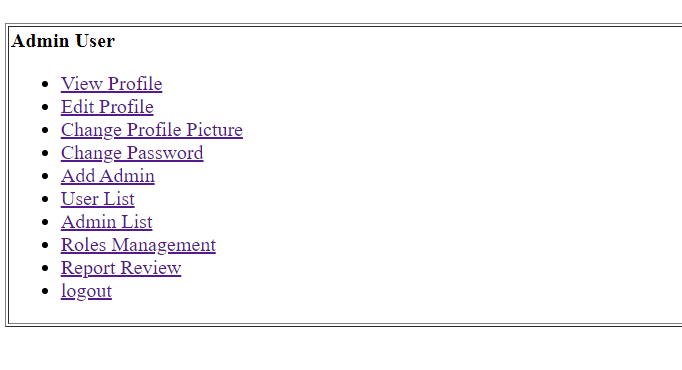 Admin User
View Profile
Edit Profile
Change Profile Picture
Change Password
Add Admin
User List
Admin List
Roles Management
Report Review
logout